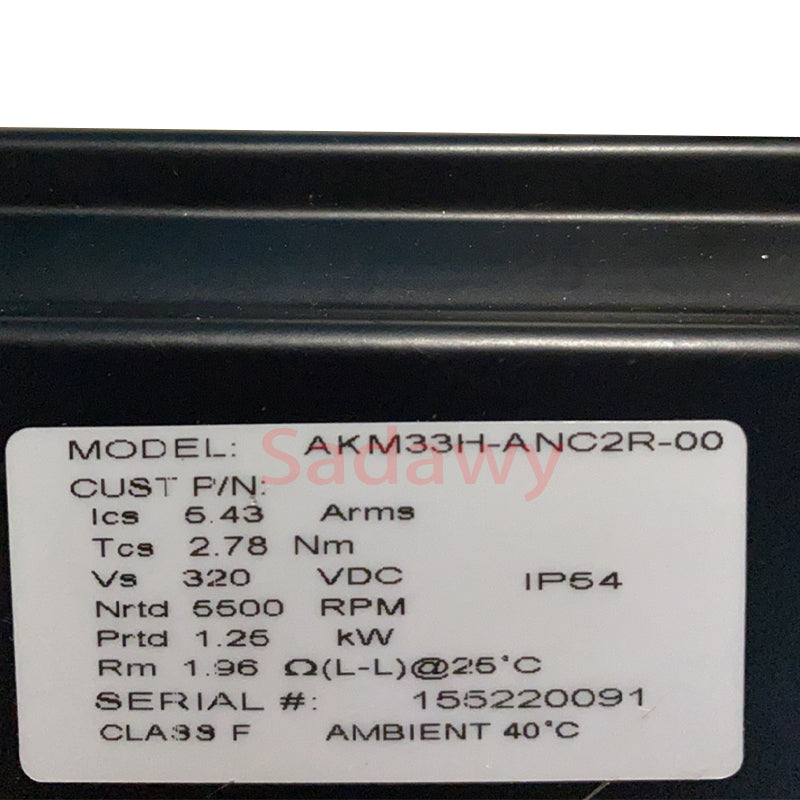 MODEL: AKM33H-ANC2R-00
Sadawy
CUST P/N:
Ics 5.43 Arms
Tcs 2.78 Nm
Vs 320 VDC IP54
Nrtd 5500 RPM
Prtd 1.25 kW
Rm 1.96 Ω(L-L)@25°C
SERIAL #: 155220091
CLASS F AMBIENT 40°C